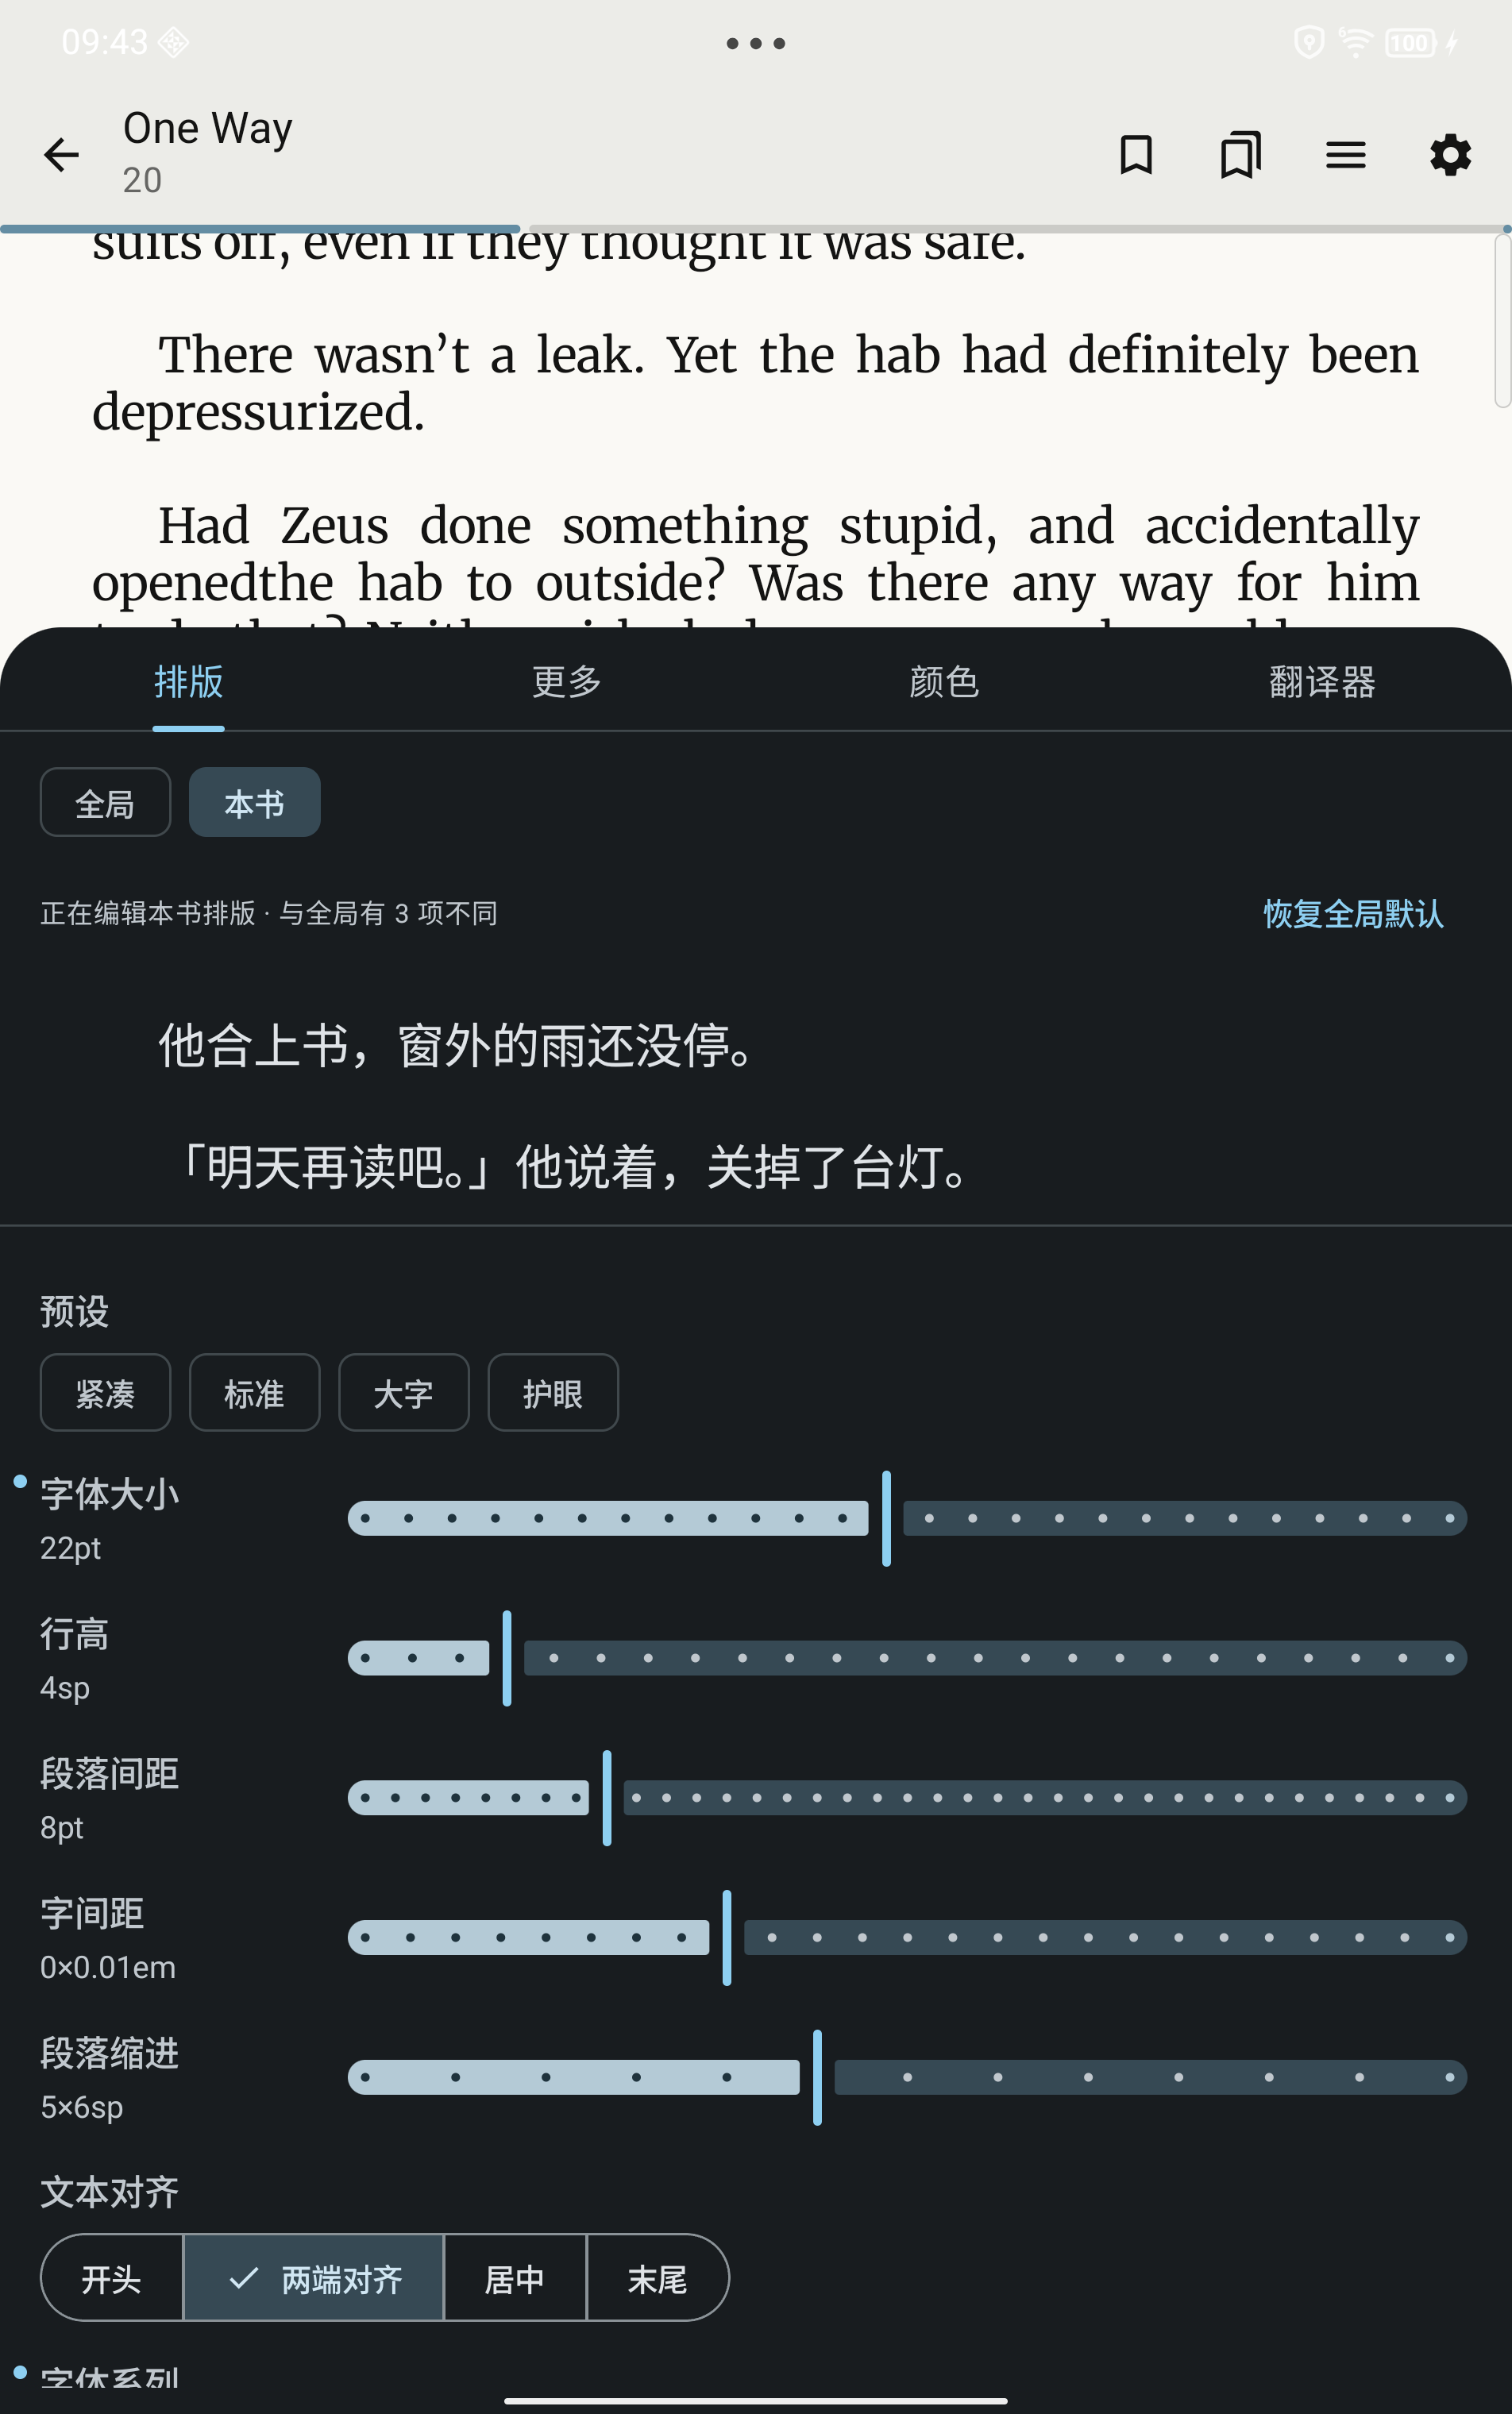 09:43
6
100
One Way
20
suits off, even if they thought it was safe.
There wasn’t a leak. Yet the hab had definitely been
depressurized.
Had Zeus done something stupid, and accidentally
openedthe hab to outside? Was there any way for him
排版 更多 颜色 翻译器
全局 本书
正在编辑本书排版 · 与全局有 3 项不同 恢复全局默认
他合上书，窗外的雨还没停。
「明天再读吧。」他说着，关掉了台灯。
预设
紧凑 标准 大字 护眼
字体大小
22pt
行高
4sp
段落间距
8pt
字间距
0×0.01em
段落缩进
5×6sp
文本对齐
开头 两端对齐 居中 末尾
字体系列